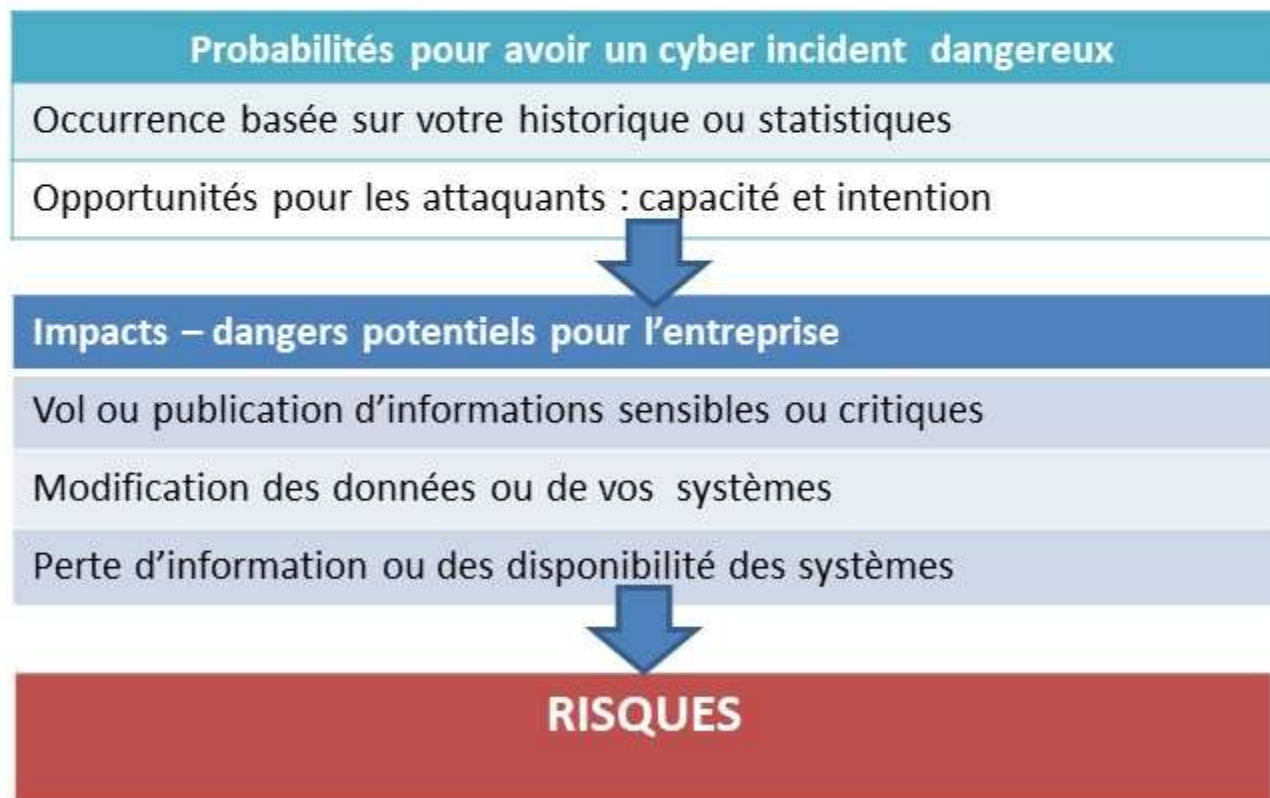 Probabilités pour avoir un cyber incident dangereux
Occurrence basée sur votre historique ou statistiques
Opportunités pour les attaquants : capacité et intention
Impacts – dangers potentiels pour l’entreprise
Vol ou publication d’informations sensibles ou critiques
Modification des données ou de vos systèmes
Perte d’information ou des disponibilité des systèmes
RISQUES